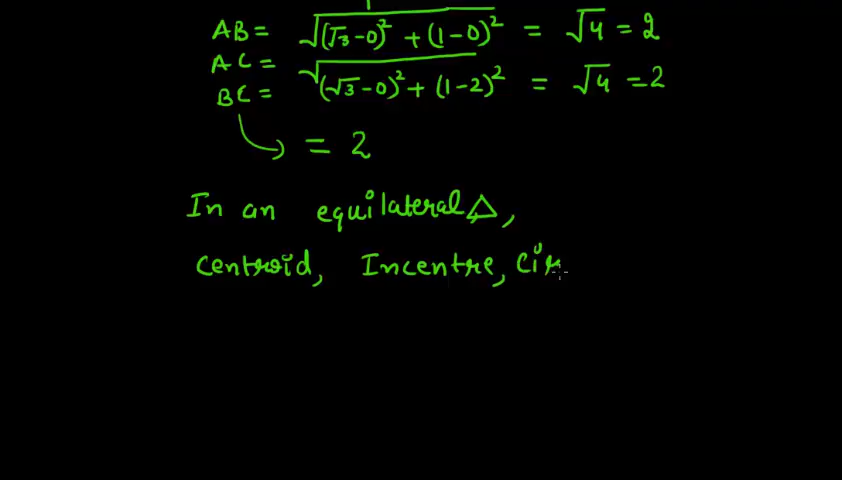 AB = √(√3-0)² + (1-0)² = √4 = 2
AC = √(√3-0)² + (1-2)² = √4 = 2
BC =
= 2
In an equilateral △,
Centroid, Incentre, Cir